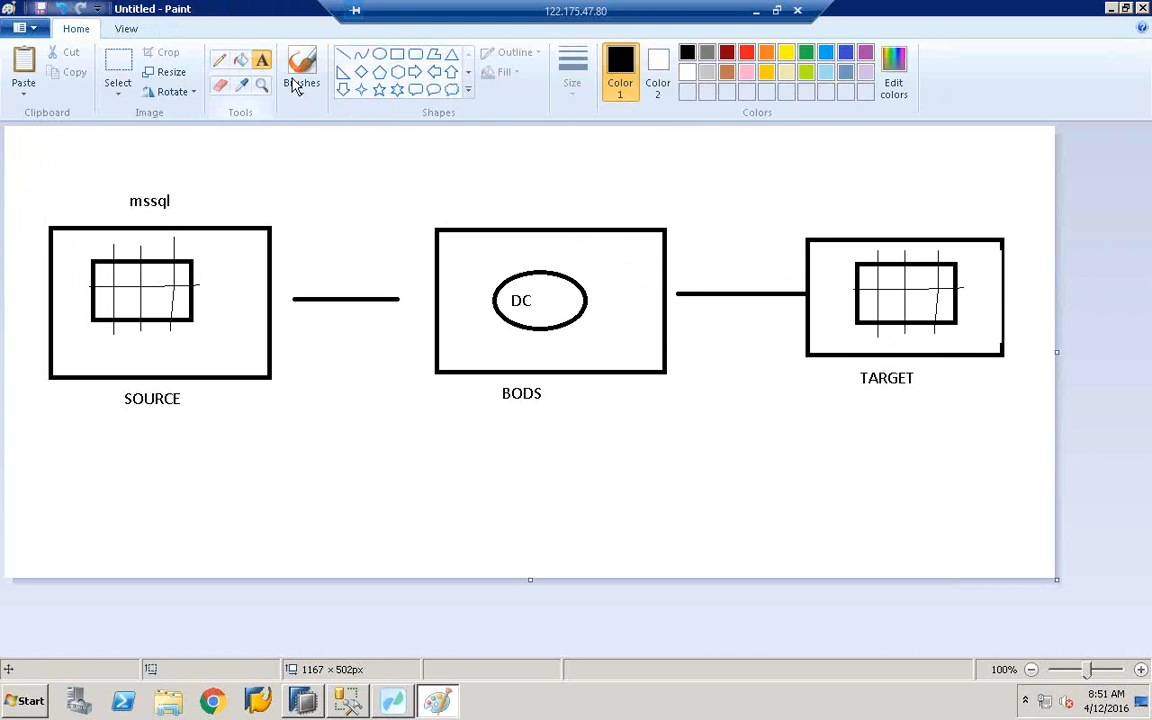 Untitled - Paint
122.175.47.80
Home
View
Paste
Cut
Copy
Clipboard
Select
Crop
Resize
Rotate
Image
A
Tools
Brushes
Shapes
Outline
Fill
Size
Color
1
Color
2
Edit
colors
Colors
mssql
DC
SOURCE
BODS
TARGET
1167 × 502px
100%
Start
8:51 AM
4/12/2016